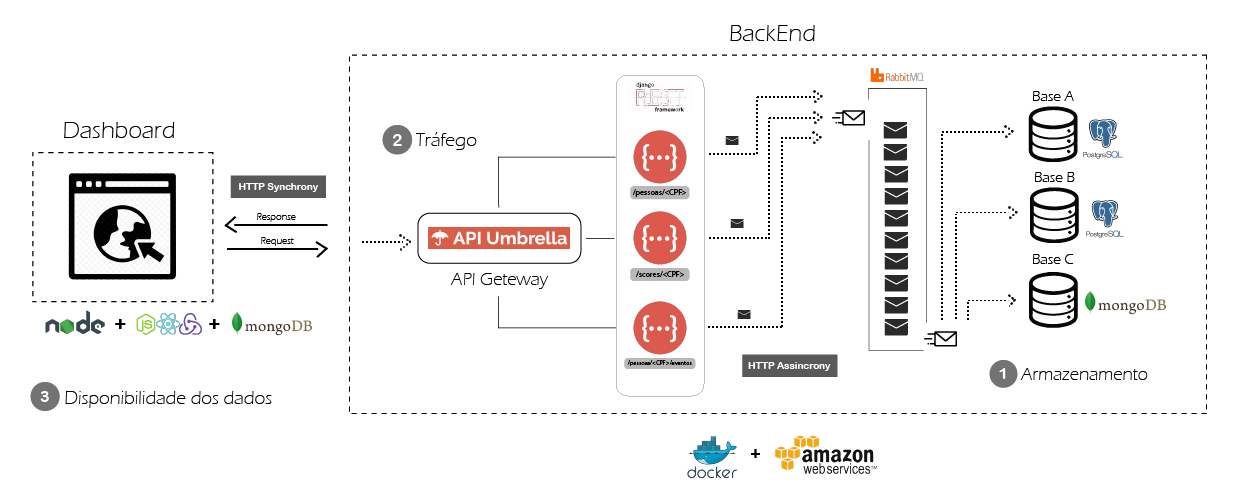 BackEnd
Dashboard
HTTP Synchrony
Response
Request
node + JS + mongoDB
3 Disponibilidade dos dados
2 Tráfego
API Umbrella
API Geteway
django
REST
framework
/pessoas/<CPF>
/scores/<CPF>
/pessoas/<CPF>/eventos
HTTP Assincrony
RabbitMQ
Base A
PostgreSQL
Base B
PostgreSQL
Base C
mongoDB
1 Armazenamento
docker + amazon
webservices™